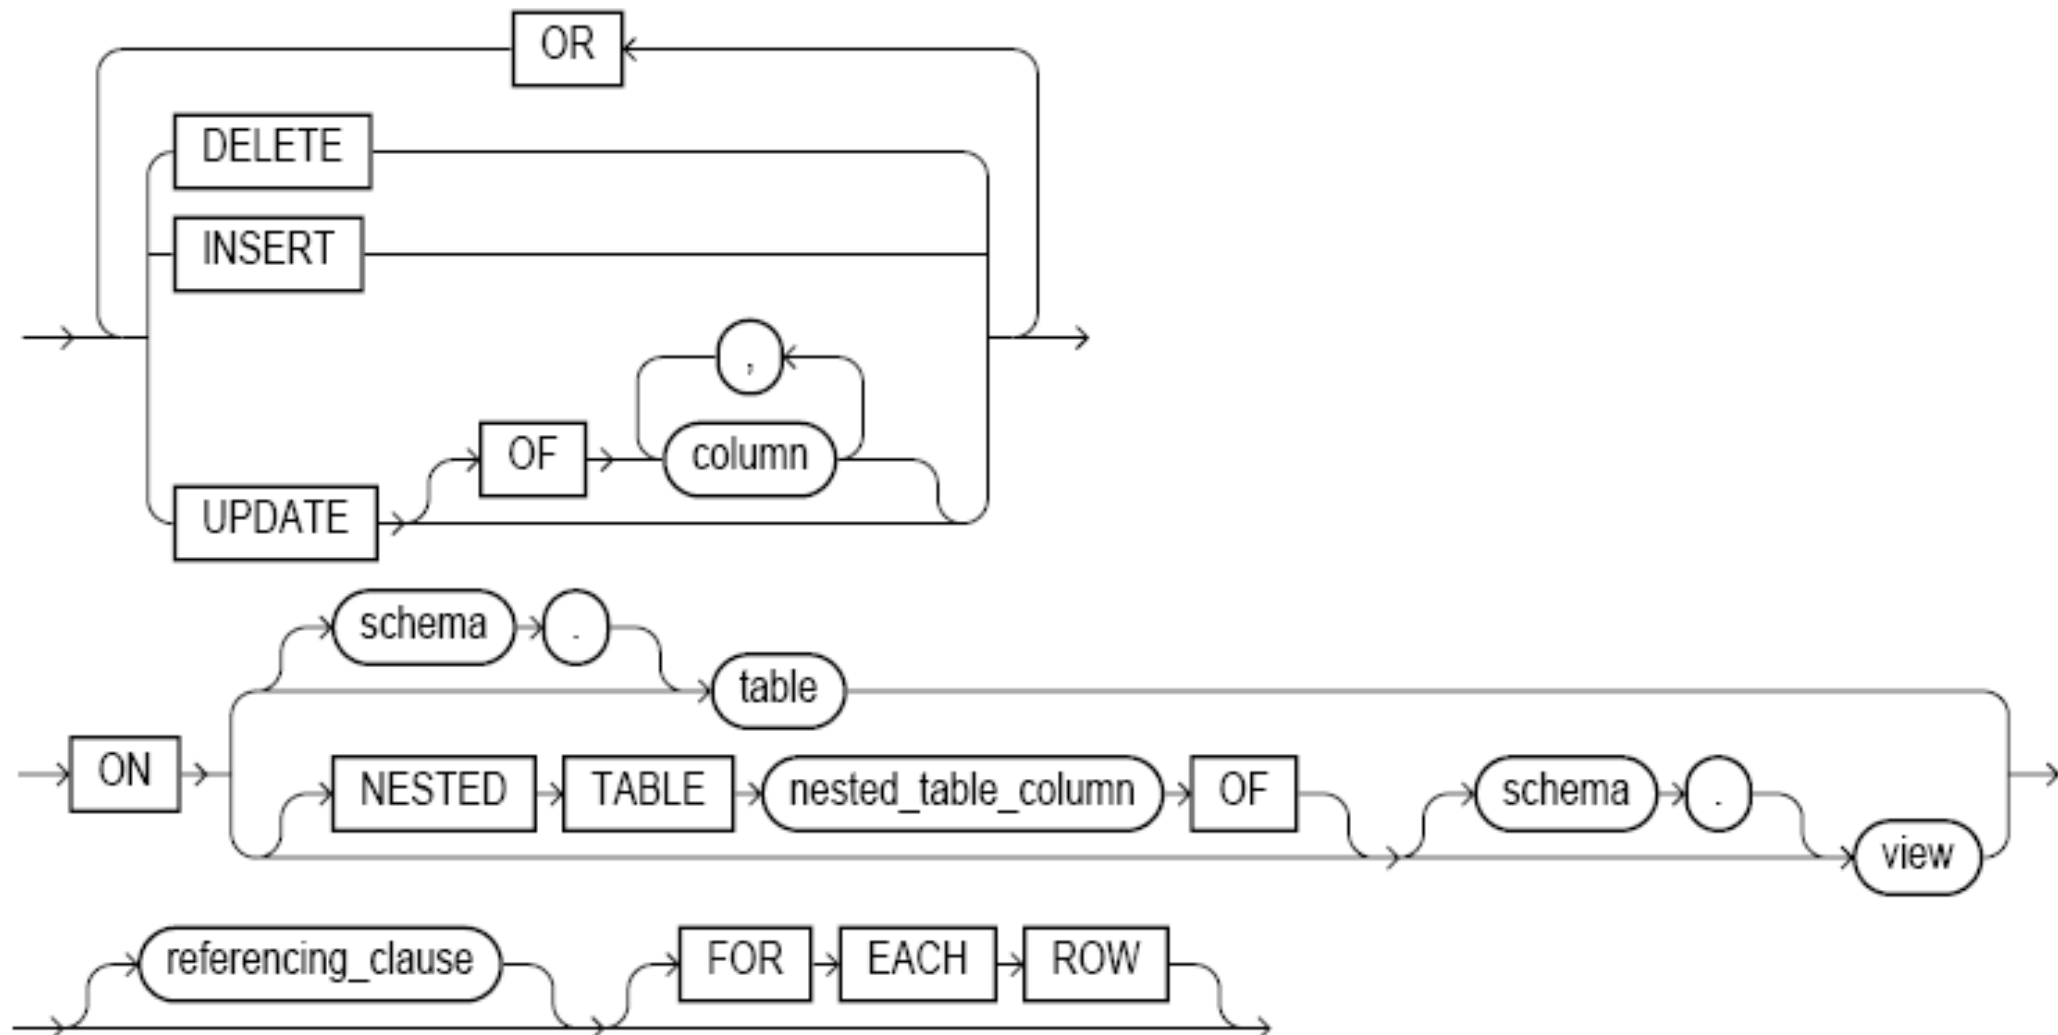 OR
DELETE
INSERT
,
OF column
UPDATE
schema .
table
ON NESTED TABLE nested_table_column OF schema .
view
referencing_clause FOR EACH ROW